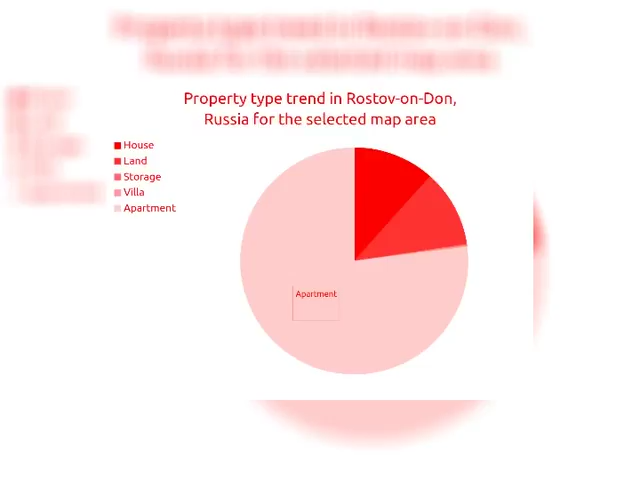 Property type trend in Rostov-on-Don,
Russia for the selected map area
House
Land
Storage
Villa
Apartment
Apartment